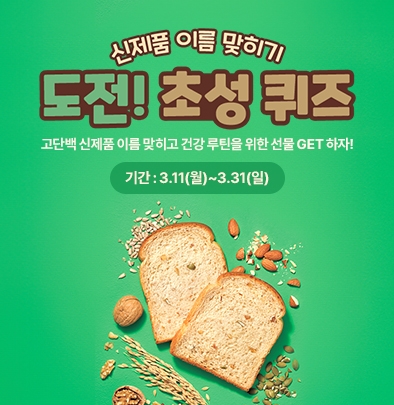 신제품 이름 맞히기
도전! 초성 퀴즈
고단백 신제품 이름 맞히고 건강 루틴을 위한 선물 GET 하자!
기간 : 3.11(월)~3.31(일)